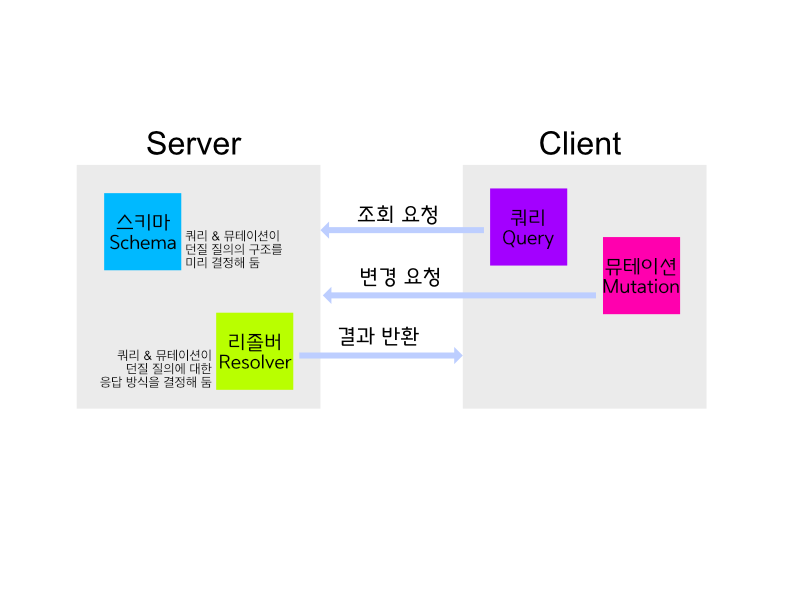 Server
Client
스키마
Schema
쿼리 & 뮤테이션이
던질 질의의 구조를
미리 결정해 둠
조회 요청
쿼리
Query
변경 요청
뮤테이션
Mutation
리졸버
Resolver
쿼리 & 뮤테이션이
던질 질의에 대한
응답 방식을 결정해 둠
결과 반환